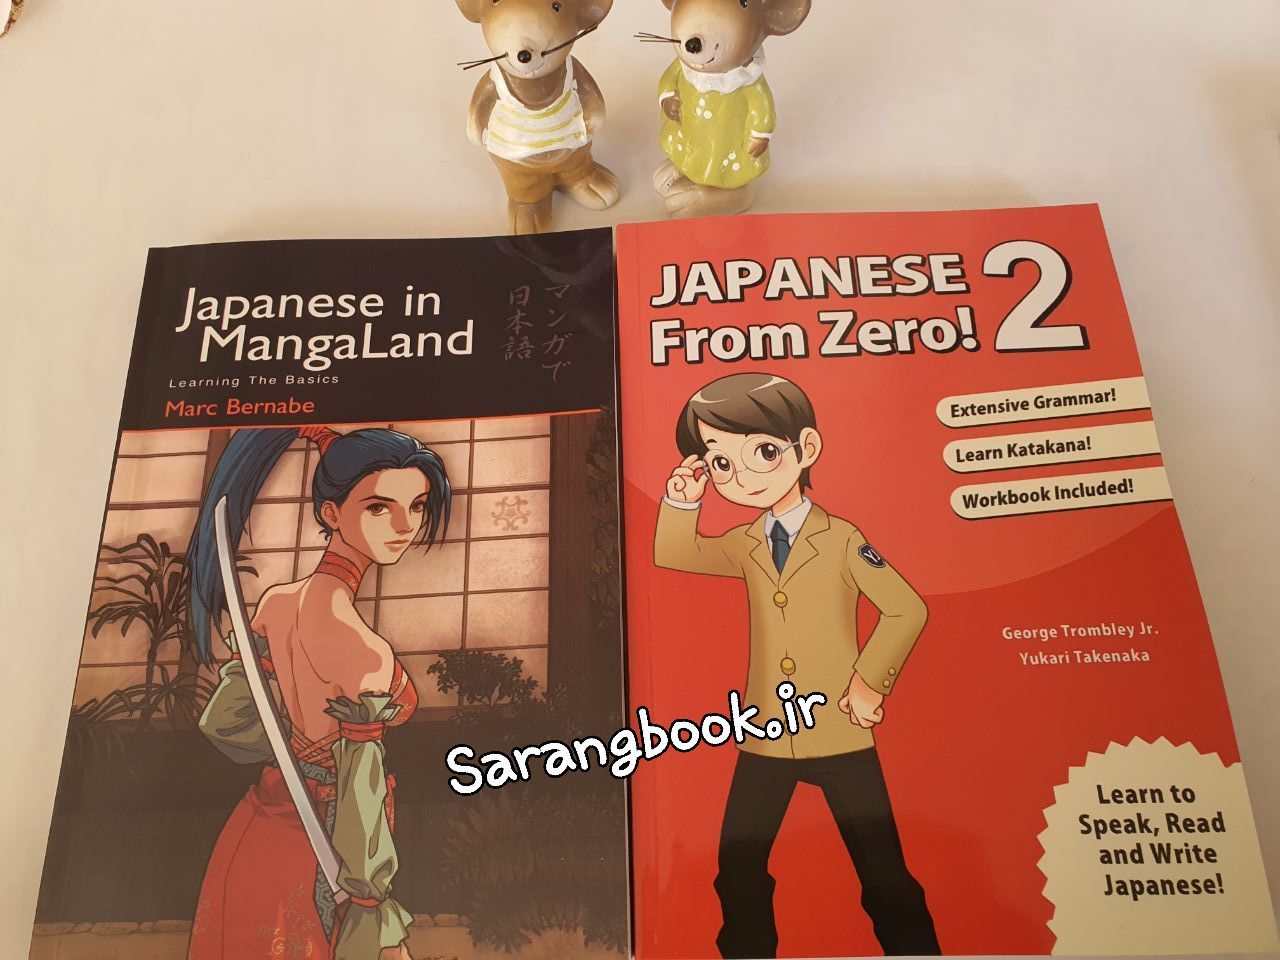 Japanese in
MangaLand
マンガで
日本語
Learning The Basics
Marc Bernabe
JAPANESE
From Zero! 2
Extensive Grammar!
Learn Katakana!
Workbook Included!
YJ
George Trombley Jr.
Yukari Takenaka
Learn to
Speak, Read
and Write
Japanese!
Sarangbook.ir